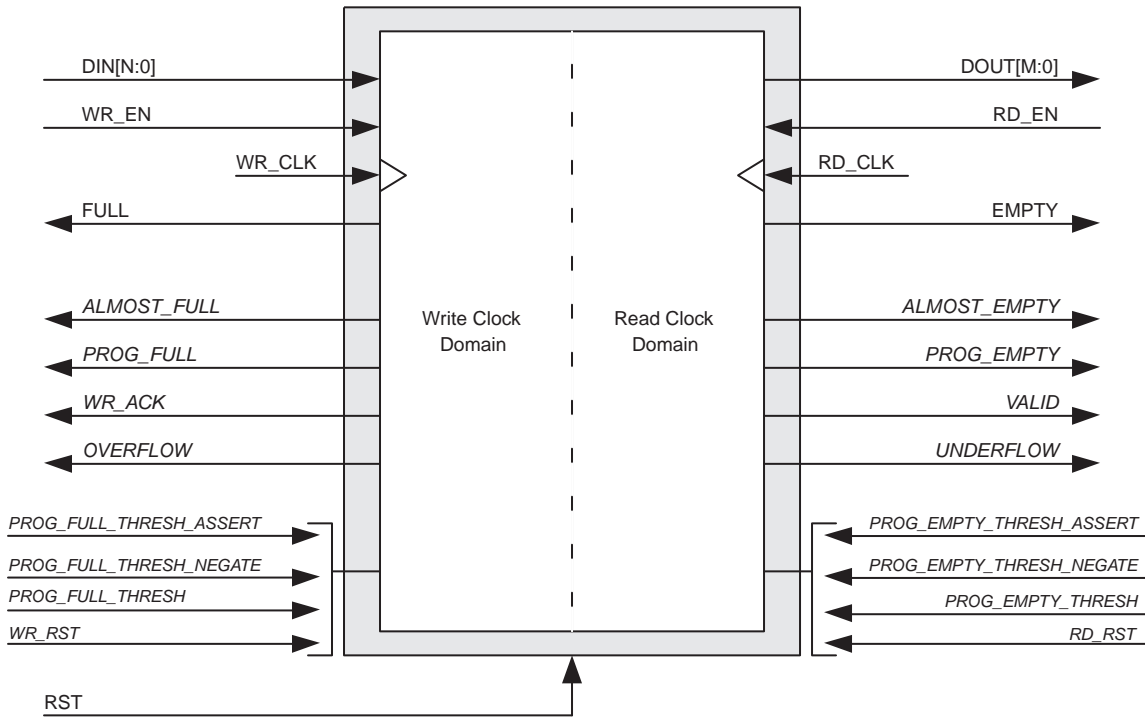 DIN[N:0]
DOUT[M:0]
WR_EN
RD_EN
WR_CLK
RD_CLK
FULL
EMPTY
ALMOST_FULL
Write Clock
Domain
Read Clock
Domain
ALMOST_EMPTY
PROG_FULL
PROG_EMPTY
WR_ACK
VALID
OVERFLOW
UNDERFLOW
PROG_FULL_THRESH_ASSERT
PROG_EMPTY_THRESH_ASSERT
PROG_FULL_THRESH_NEGATE
PROG_EMPTY_THRESH_NEGATE
PROG_FULL_THRESH
PROG_EMPTY_THRESH
WR_RST
RD_RST
RST